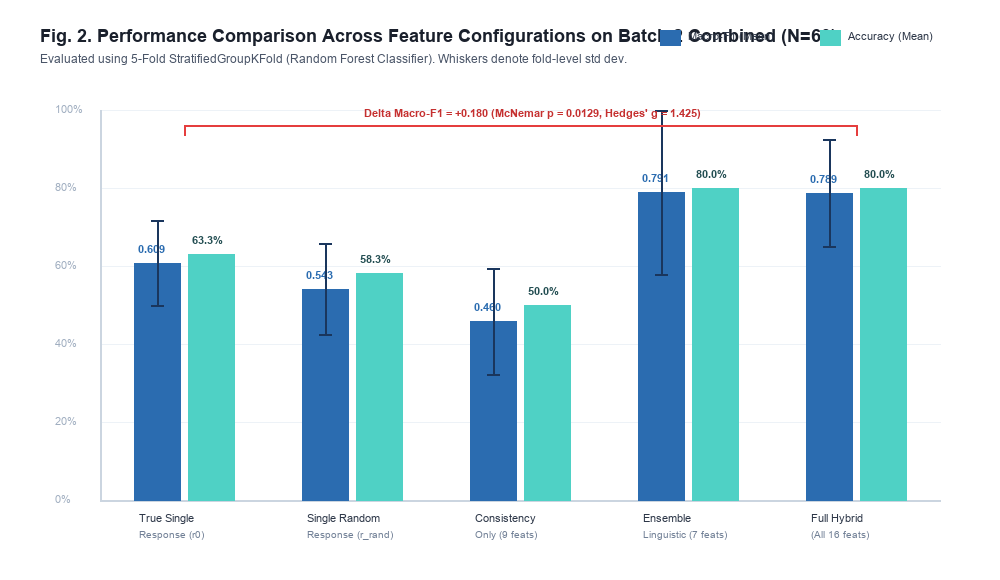 Fig. 2. Performance Comparison Across Feature Configurations on Batch Combined
Accuracy (Mean)
Evaluated using 5-Fold StratifiedGroupKFold (Random Forest Classifier). Whiskers denote fold-level std dev.
100%
Delta Macro-F1 = +0.180 (McNemar p = 0.0129, Hedges' g = 1.425)
80%
60%
40%
20%
0%
0.609
63.3%
0.543
58.3%
0.460
50.0%
0.791
80.0%
0.789
80.0%
True Single
Response (r0)
Single Random
Response (r_rand)
Consistency
Only (9 feats)
Ensemble
Linguistic (7 feats)
Full Hybrid
(All 16 feats)